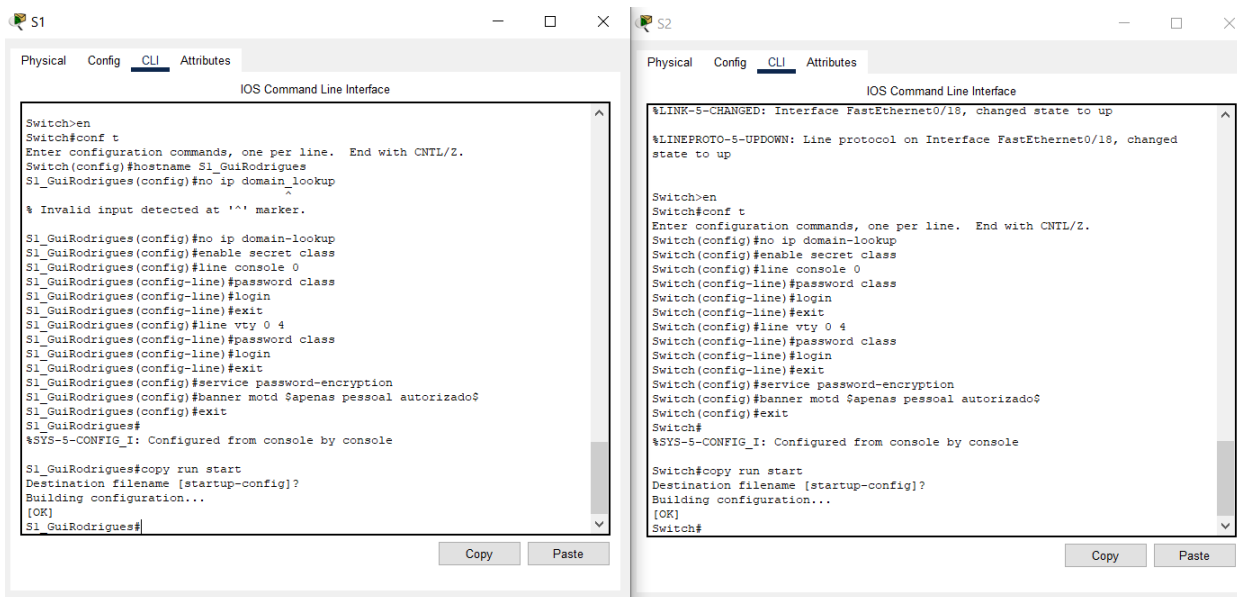 S1
Physical Config CLI Attributes
IOS Command Line Interface
Switch>en
Switch#conf t
Enter configuration commands, one per line. End with CNTL/Z.
Switch(config)#hostname S1_GuiRodrigues
S1_GuiRodrigues(config)#no ip domain_lookup
^
% Invalid input detected at '^' marker.
S1_GuiRodrigues(config)#no ip domain-lookup
S1_GuiRodrigues(config)#enable secret class
S1_GuiRodrigues(config)#line console 0
S1_GuiRodrigues(config-line)#password class
S1_GuiRodrigues(config-line)#login
S1_GuiRodrigues(config-line)#exit
S1_GuiRodrigues(config)#line vty 0 4
S1_GuiRodrigues(config-line)#password class
S1_GuiRodrigues(config-line)#login
S1_GuiRodrigues(config-line)#exit
S1_GuiRodrigues(config)#service password-encryption
S1_GuiRodrigues(config)#banner motd $apenas pessoal autorizado$
S1_GuiRodrigues(config)#exit
S1_GuiRodrigues#
%SYS-5-CONFIG_I: Configured from console by console
S1_GuiRodrigues#copy run start
Destination filename [startup-config]?
Building configuration...
[OK]
S1_GuiRodrigues#
Copy Paste
S2
Physical Config CLI Attributes
IOS Command Line Interface
%LINK-5-CHANGED: Interface FastEthernet0/18, changed state to up
%LINEPROTO-5-UPDOWN: Line protocol on Interface FastEthernet0/18, changed
state to up
Switch>en
Switch#conf t
Enter configuration commands, one per line. End with CNTL/Z.
Switch(config)#no ip domain-lookup
Switch(config)#enable secret class
Switch(config)#line console 0
Switch(config-line)#password class
Switch(config-line)#login
Switch(config-line)#exit
Switch(config)#line vty 0 4
Switch(config-line)#password class
Switch(config-line)#login
Switch(config-line)#exit
Switch(config)#service password-encryption
Switch(config)#banner motd $apenas pessoal autorizado$
Switch(config)#exit
Switch#
%SYS-5-CONFIG_I: Configured from console by console
Switch#copy run start
Destination filename [startup-config]?
Building configuration...
[OK]
Switch#
Copy Paste